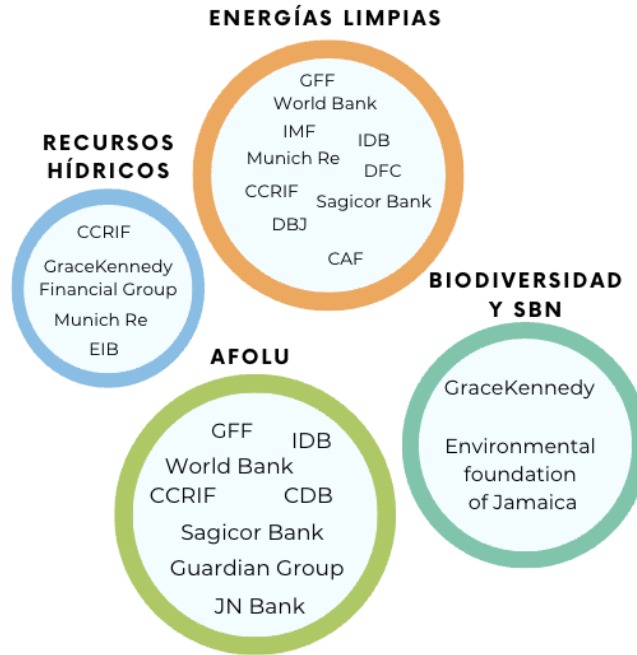 ENERGÍAS LIMPIAS
GFF
World Bank
IMF
IDB
Munich Re
DFC
CCRIF
Sagicor Bank
DBJ
CAF
RECURSOS
HÍDRICOS
CCRIF
GraceKennedy
Financial Group
Munich Re
EIB
BIODIVERSIDAD
Y SBN
GraceKennedy
Environmental
foundation
of Jamaica
AFOLU
GFF
IDB
World Bank
CCRIF
CDB
Sagicor Bank
Guardian Group
JN Bank